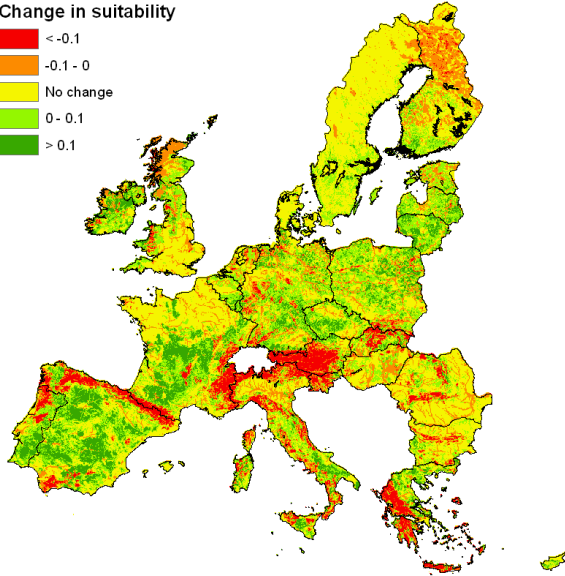 Change in suitability
< -0.1
-0.1 - 0
No change
0 - 0.1
> 0.1